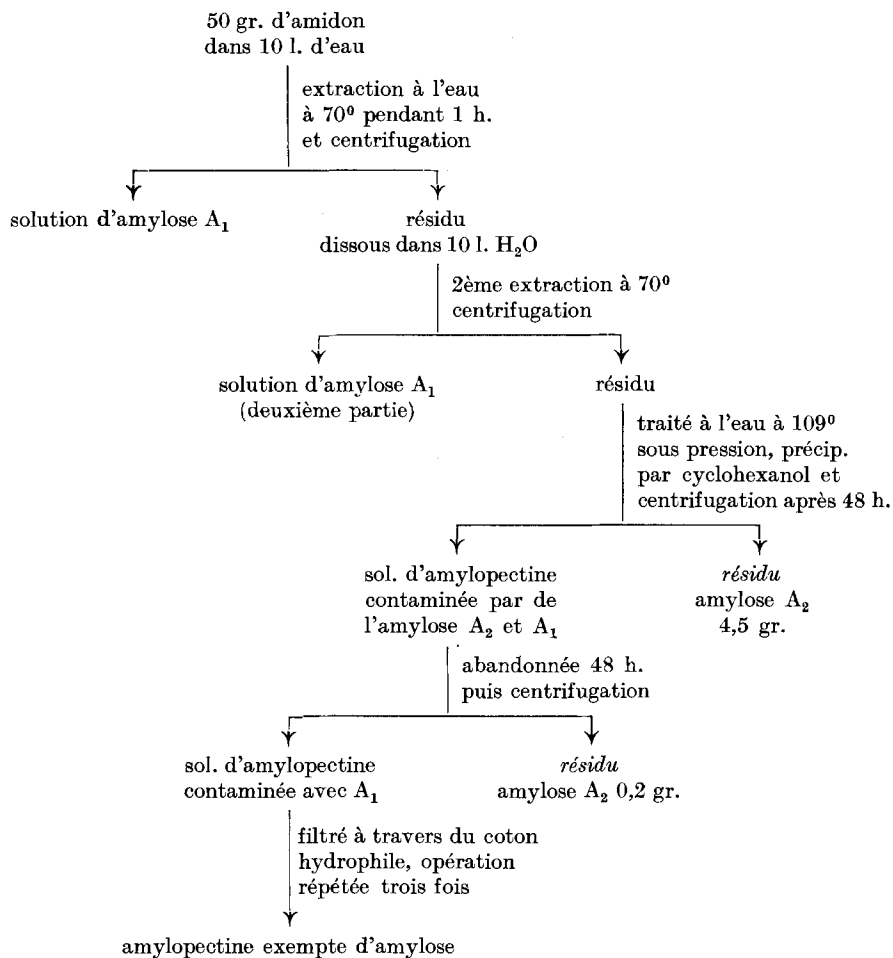 50 gr. d'amidon
dans 10 l. d'eau
extraction à l'eau
à 70⁰ pendant 1 h.
et centrifugation
solution d'amylose A₁
résidu
dissous dans 10 l. H₂O
2ème extraction à 70⁰
centrifugation
solution d'amylose A₁
(deuxième partie)
résidu
traité à l'eau à 109⁰
sous pression, précip.
par cyclohexanol et
centrifugation après 48 h.
sol. d'amylopectine
contaminée par de
l'amylose A₂ et A₁
résidu
amylose A₂
4,5 gr.
abandonnée 48 h.
puis centrifugation
sol. d'amylopectine
contaminée avec A₁
résidu
amylose A₂ 0,2 gr.
filtré à travers du coton
hydrophile, opération
répétée trois fois
amylopectine exempte d'amylose